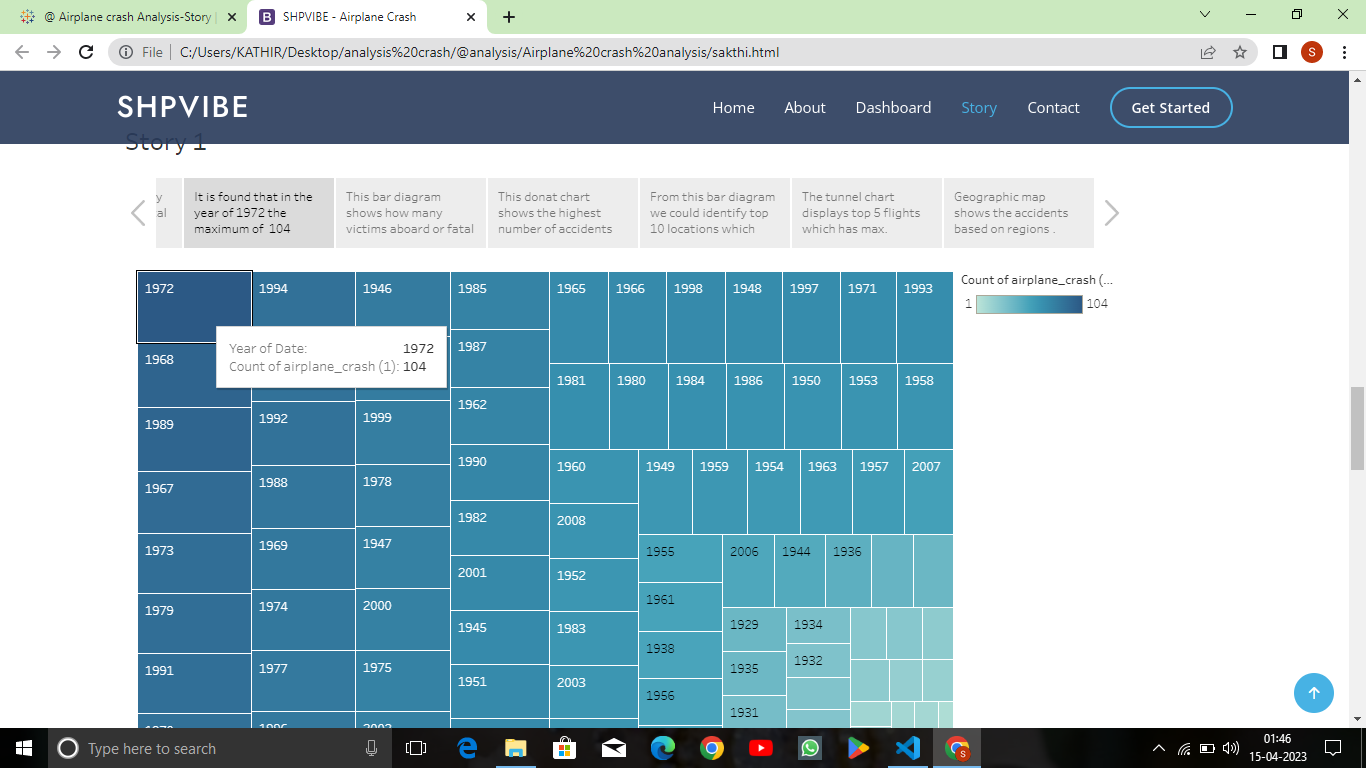 @ Airplane crash Analysis-Story |
SHPVIBE - Airplane Crash
File | C:/Users/KATHIR/Desktop/analysis%20crash/@analysis/Airplane%20crash%20analysis/sakthi.html
S
SHPVIBE
Home About Dashboard Story Contact Get Started
Story 1
y
al
It is found that in the
year of 1972 the
maximum of 104
This bar diagram
shows how many
victims aboard or fatal
This donat chart
shows the highest
number of accidents
From this bar diagram
we could identify top
10 locations which
The tunnel chart
displays top 5 flights
which has max.
Geographic map
shows the accidents
based on regions .
Count of airplane_crash (...
1 104
1972 1994 1946 1985 1965 1966 1998 1948 1997 1971 1993
Year of Date: 1972
Count of airplane_crash (1): 104
1968 1987
1981 1980 1984 1986 1950 1953 1958
1989 1992 1999 1962
1967 1988 1978 1990 1960 1949 1959 1954 1963 1957 2007
1973 1969 1947 1982 2008
1955 2006 1944 1936
1979 1974 2000 2001 1952 1961
1991 1977 1975 1945 1983 1938 1929 1934
1951 2003 1956 1935 1932
1931
Type here to search
S
01:46
15-04-2023